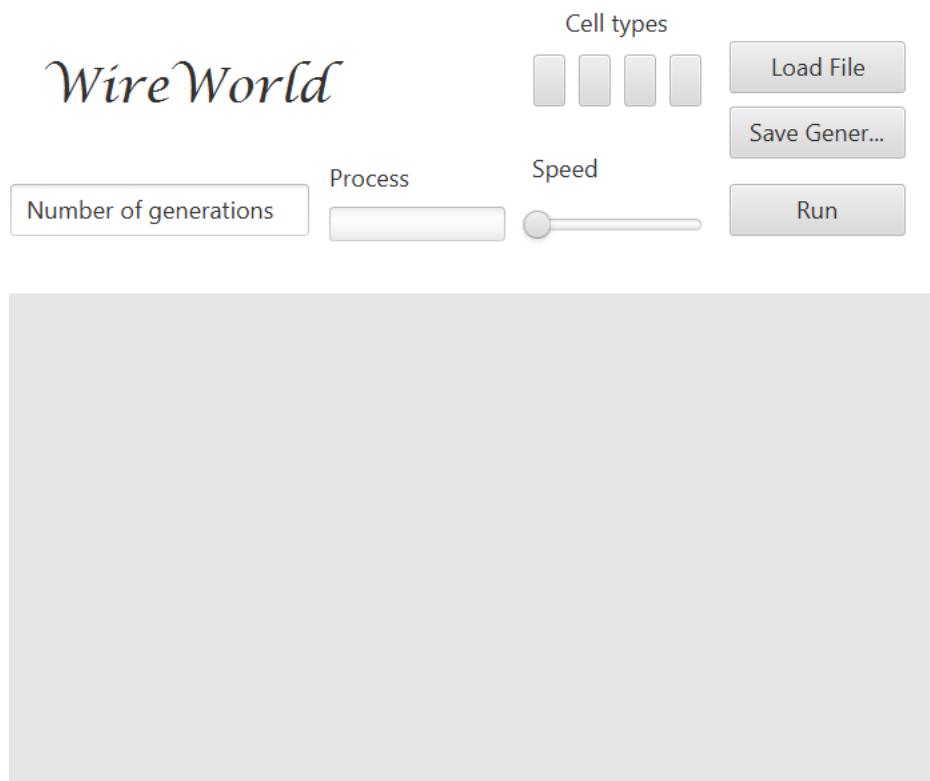 Cell types
WireWorld
Load File
Save Gener...
Process
Speed
Number of generations
Run